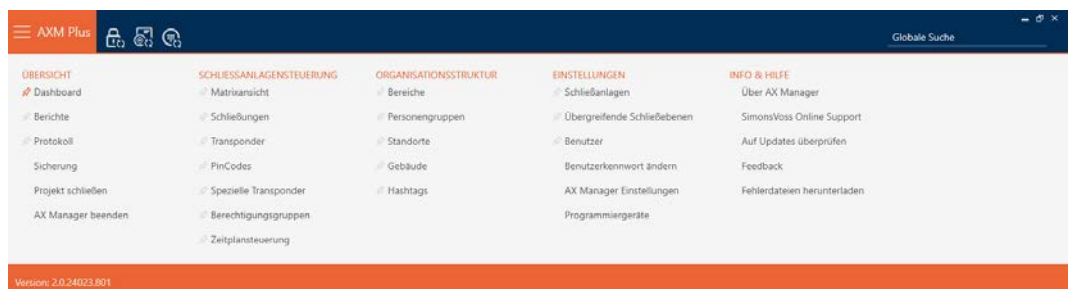 AXM Plus
Globale Suche
ÜBERSICHT
Dashboard
Berichte
Protokoll
Sicherung
Projekt schließen
AX Manager beenden
SCHLIESSANLAGENSTEUERUNG
Matrixansicht
Schließungen
Transponder
PinCodes
Spezielle Transponder
Berechtigungsgruppen
Zeitplansteuerung
ORGANISATIONSSTRUKTUR
Bereiche
Personengruppen
Standorte
Gebäude
Hashtags
EINSTELLUNGEN
Schließanlagen
Übergreifende Schließebenen
Benutzer
Benutzerkennwort ändern
AX Manager Einstellungen
Programmiergeräte
INFO & HILFE
Über AX Manager
SimonsVoss Online Support
Auf Updates überprüfen
Feedback
Fehlerdateien herunterladen
Version: 2.0.24023.801